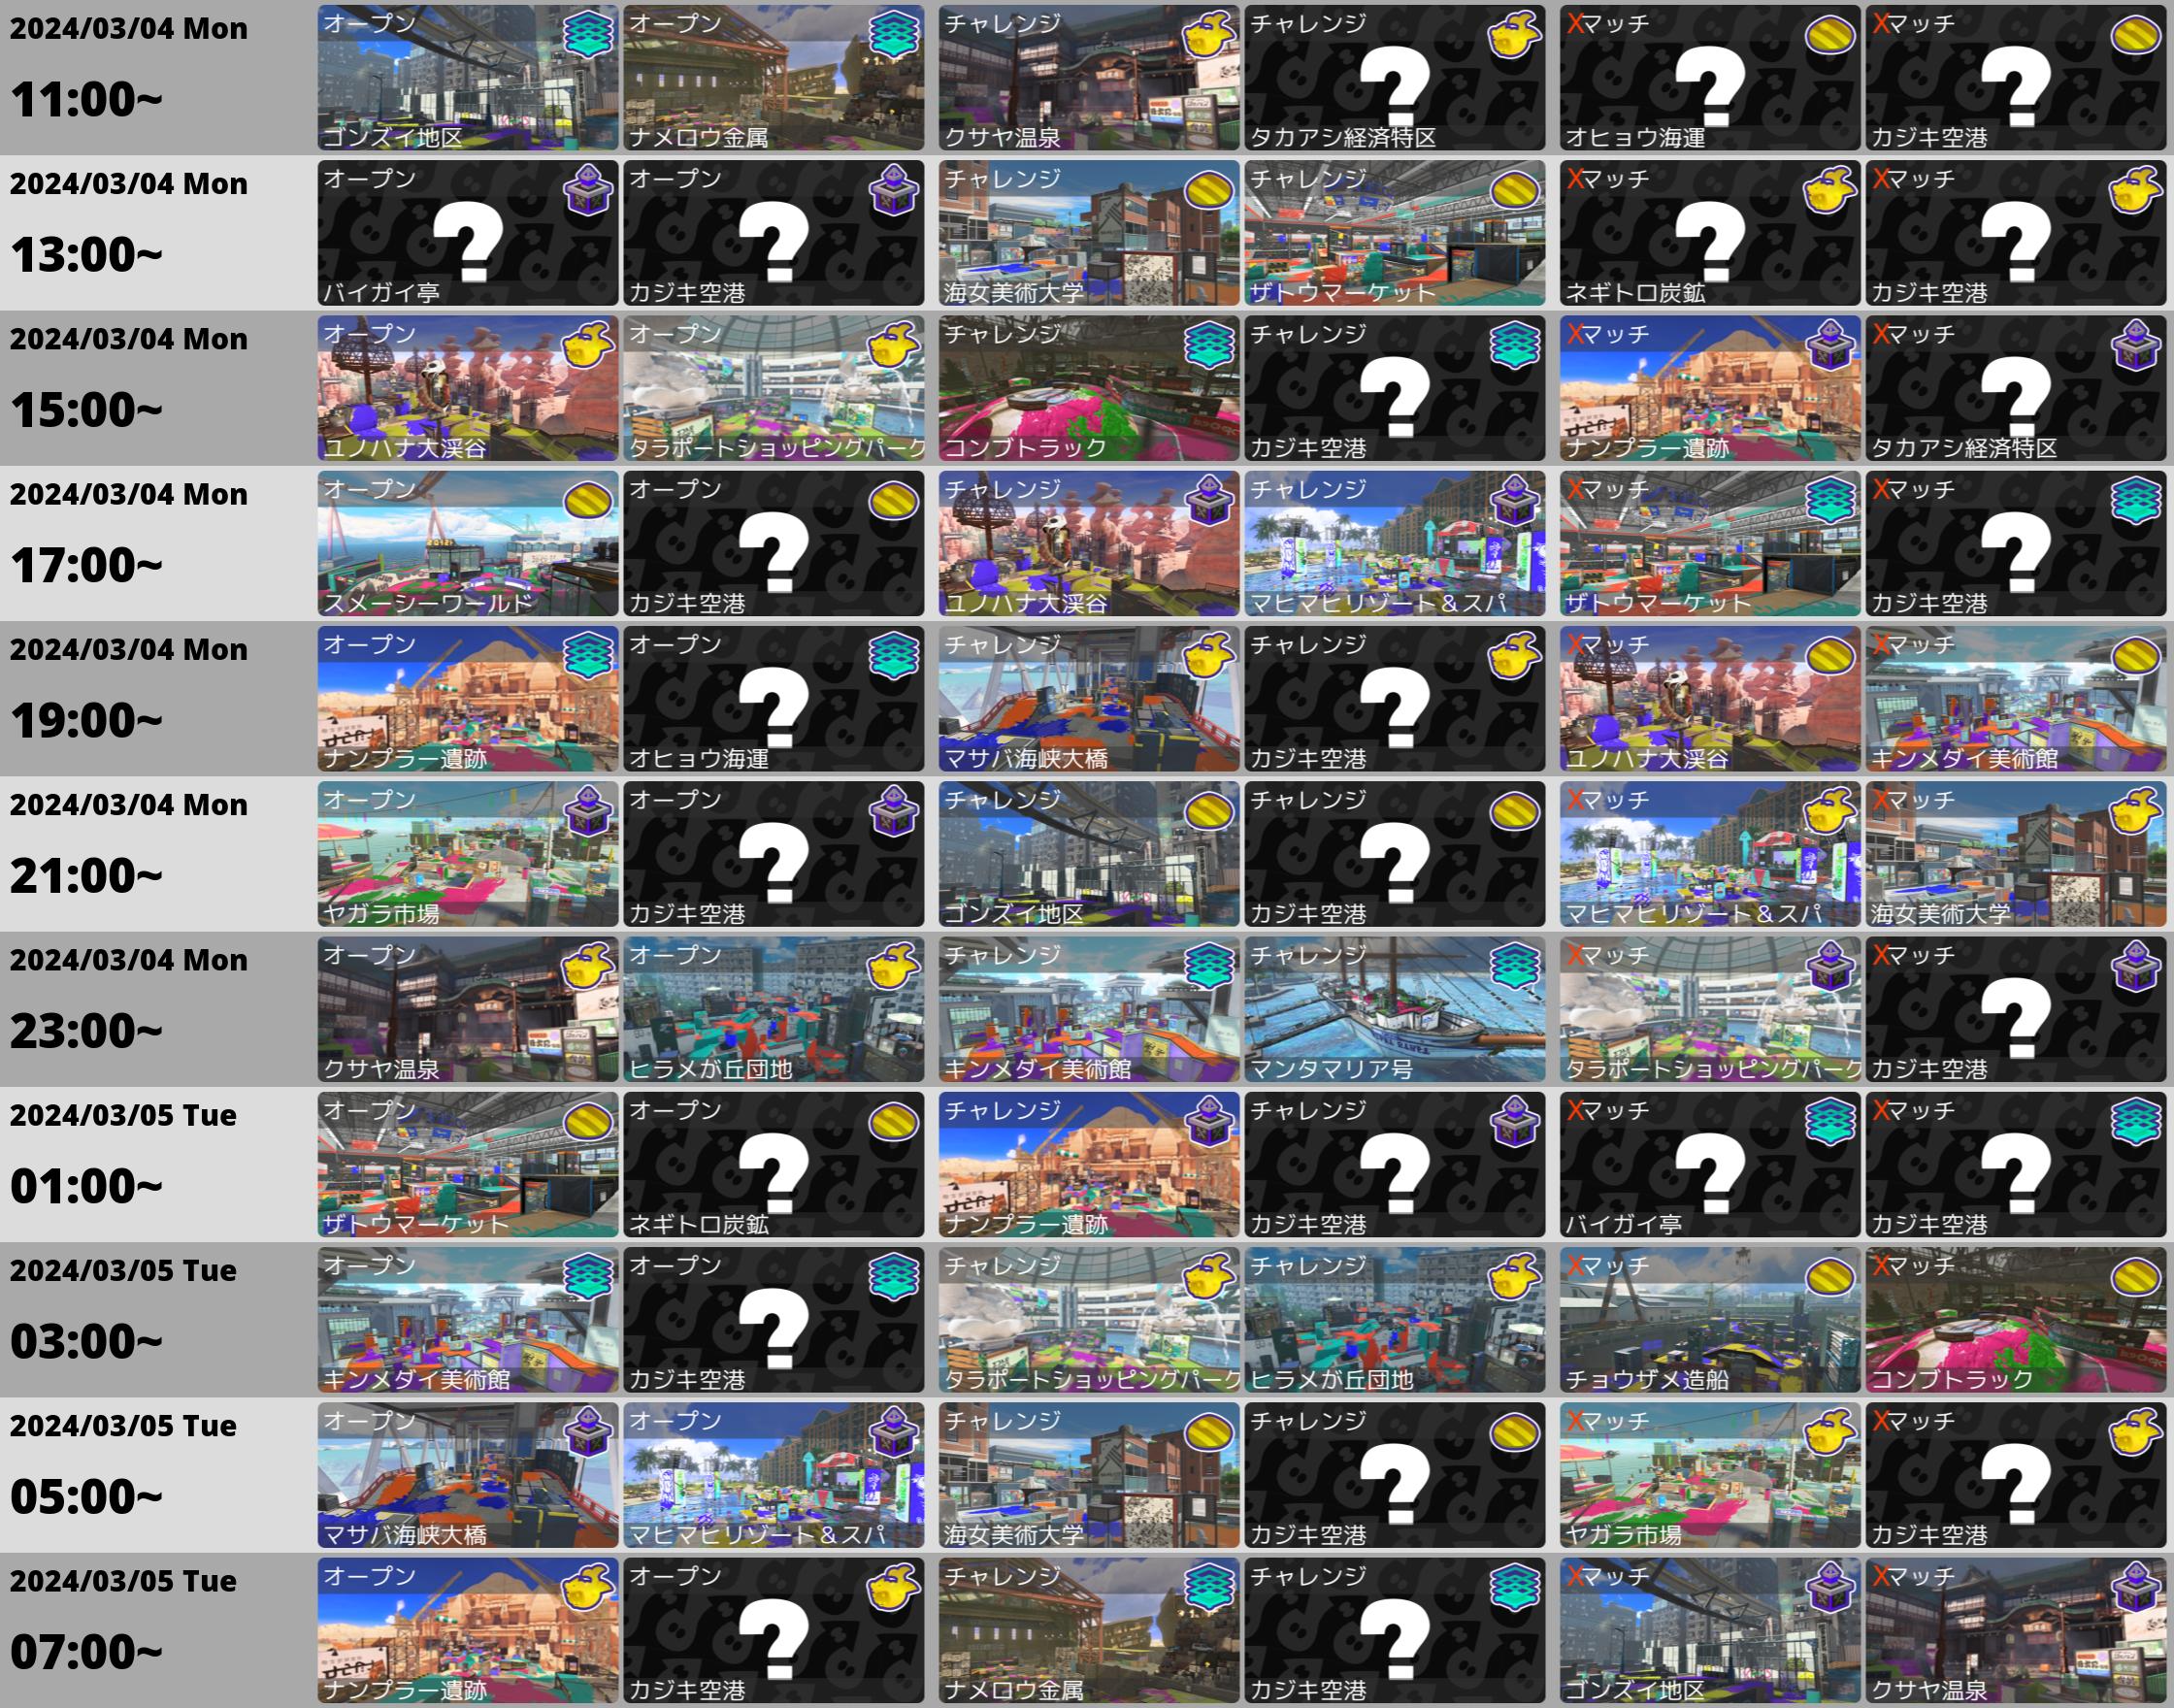 2024/03/04 Mon
11:00~
オープン
ゴンズイ地区
オープン
ナメロウ金属
チャレンジ
クサヤ温泉
チャレンジ
?
タカアシ経済特区
Xマッチ
?
オヒョウ海運
Xマッチ
?
カジキ空港
2024/03/04 Mon
13:00~
オープン
?
バイガイ亭
オープン
?
カジキ空港
チャレンジ
海女美術大学
チャレンジ
ザトウマーケット
Xマッチ
?
ネギトロ炭鉱
Xマッチ
?
カジキ空港
2024/03/04 Mon
15:00~
オープン
ユノハナ大渓谷
オープン
タラポートショッピングパーク
チャレンジ
コンブトラック
チャレンジ
?
カジキ空港
Xマッチ
ナンプラー遺跡
Xマッチ
?
タカアシ経済特区
2024/03/04 Mon
17:00~
オープン
スメーシーワールド
オープン
?
カジキ空港
チャレンジ
ユノハナ大渓谷
チャレンジ
マヒマヒリゾート&スパ
Xマッチ
ザトウマーケット
Xマッチ
?
カジキ空港
2024/03/04 Mon
19:00~
オープン
ナンプラー遺跡
オープン
?
オヒョウ海運
チャレンジ
マサバ海峡大橋
チャレンジ
?
カジキ空港
Xマッチ
ユノハナ大渓谷
Xマッチ
キンメダイ美術館
2024/03/04 Mon
21:00~
オープン
ヤガラ市場
オープン
?
カジキ空港
チャレンジ
ゴンズイ地区
チャレンジ
?
カジキ空港
Xマッチ
マヒマヒリゾート&スパ
Xマッチ
海女美術大学
2024/03/04 Mon
23:00~
オープン
クサヤ温泉
オープン
ヒラメが丘団地
チャレンジ
キンメダイ美術館
チャレンジ
マンタマリア号
Xマッチ
タラポートショッピングパーク
Xマッチ
?
カジキ空港
2024/03/05 Tue
01:00~
オープン
ザトウマーケット
オープン
?
ネギトロ炭鉱
チャレンジ
ナンプラー遺跡
チャレンジ
?
カジキ空港
Xマッチ
?
バイガイ亭
Xマッチ
?
カジキ空港
2024/03/05 Tue
03:00~
オープン
キンメダイ美術館
オープン
?
カジキ空港
チャレンジ
タラポートショッピングパーク
チャレンジ
ヒラメが丘団地
Xマッチ
チョウザメ造船
Xマッチ
コンブトラック
2024/03/05 Tue
05:00~
オープン
マサバ海峡大橋
オープン
マヒマヒリゾート&スパ
チャレンジ
海女美術大学
チャレンジ
?
カジキ空港
Xマッチ
ヤガラ市場
Xマッチ
?
カジキ空港
2024/03/05 Tue
07:00~
オープン
ナンプラー遺跡
オープン
?
カジキ空港
チャレンジ
ナメロウ金属
チャレンジ
?
カジキ空港
Xマッチ
ゴンズイ地区
Xマッチ
クサヤ温泉